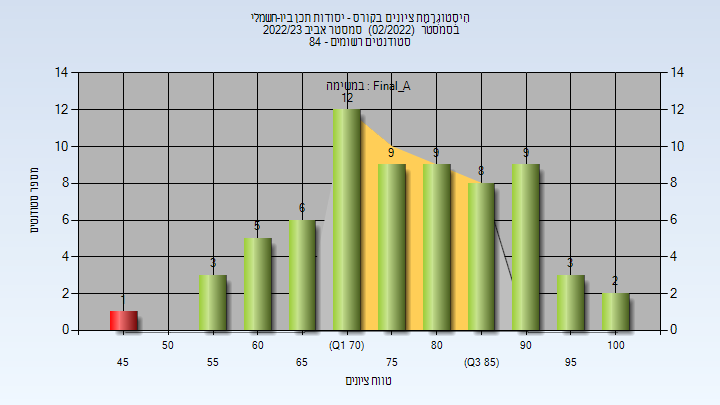 היסטוגרמת ציונים בקורס - יסודות תכן ביו-חשמלי
בסמסטר (02/2022) סמסטר אביב 2022/23
סטודנטים רשומים - 84
במשימה : Final_A
מספר סטודנטים
14 14
12 12
10 10
8 8
6 6
4 4
2 2
0 0
1 3 5 6 12 9 9 8 9 3 2
50 60 (Q1 70) 80 90 100
45 55 65 75 (Q3 85) 95
טווח ציונים